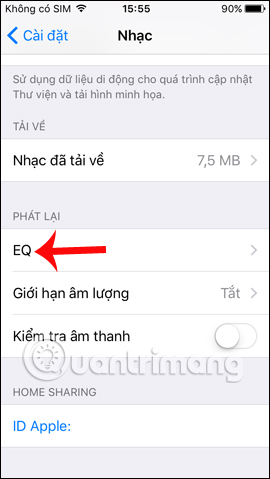 Không có SIM 15:55 90%
Cài đặt Nhạc
Sử dụng dữ liệu di động cho quá trình cập nhật
Thư viện và tải hình minh họa.
TẢI VỀ
Nhạc đã tải về 7,5 MB
PHÁT LẠI
EQ
Giới hạn âm lượng Tắt
Kiểm tra âm thanh
Quantrimang
HOME SHARING
ID Apple: